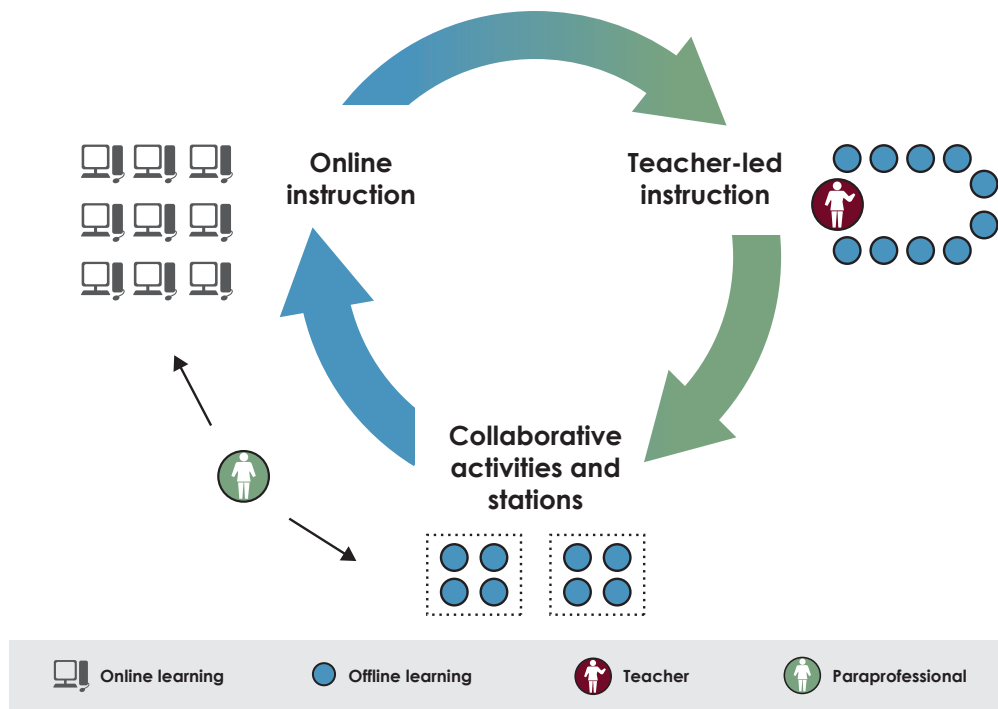 Online
instruction
Teacher-led
instruction
Collaborative
activities and
stations
Online learning
Offline learning
Teacher
Paraprofessional